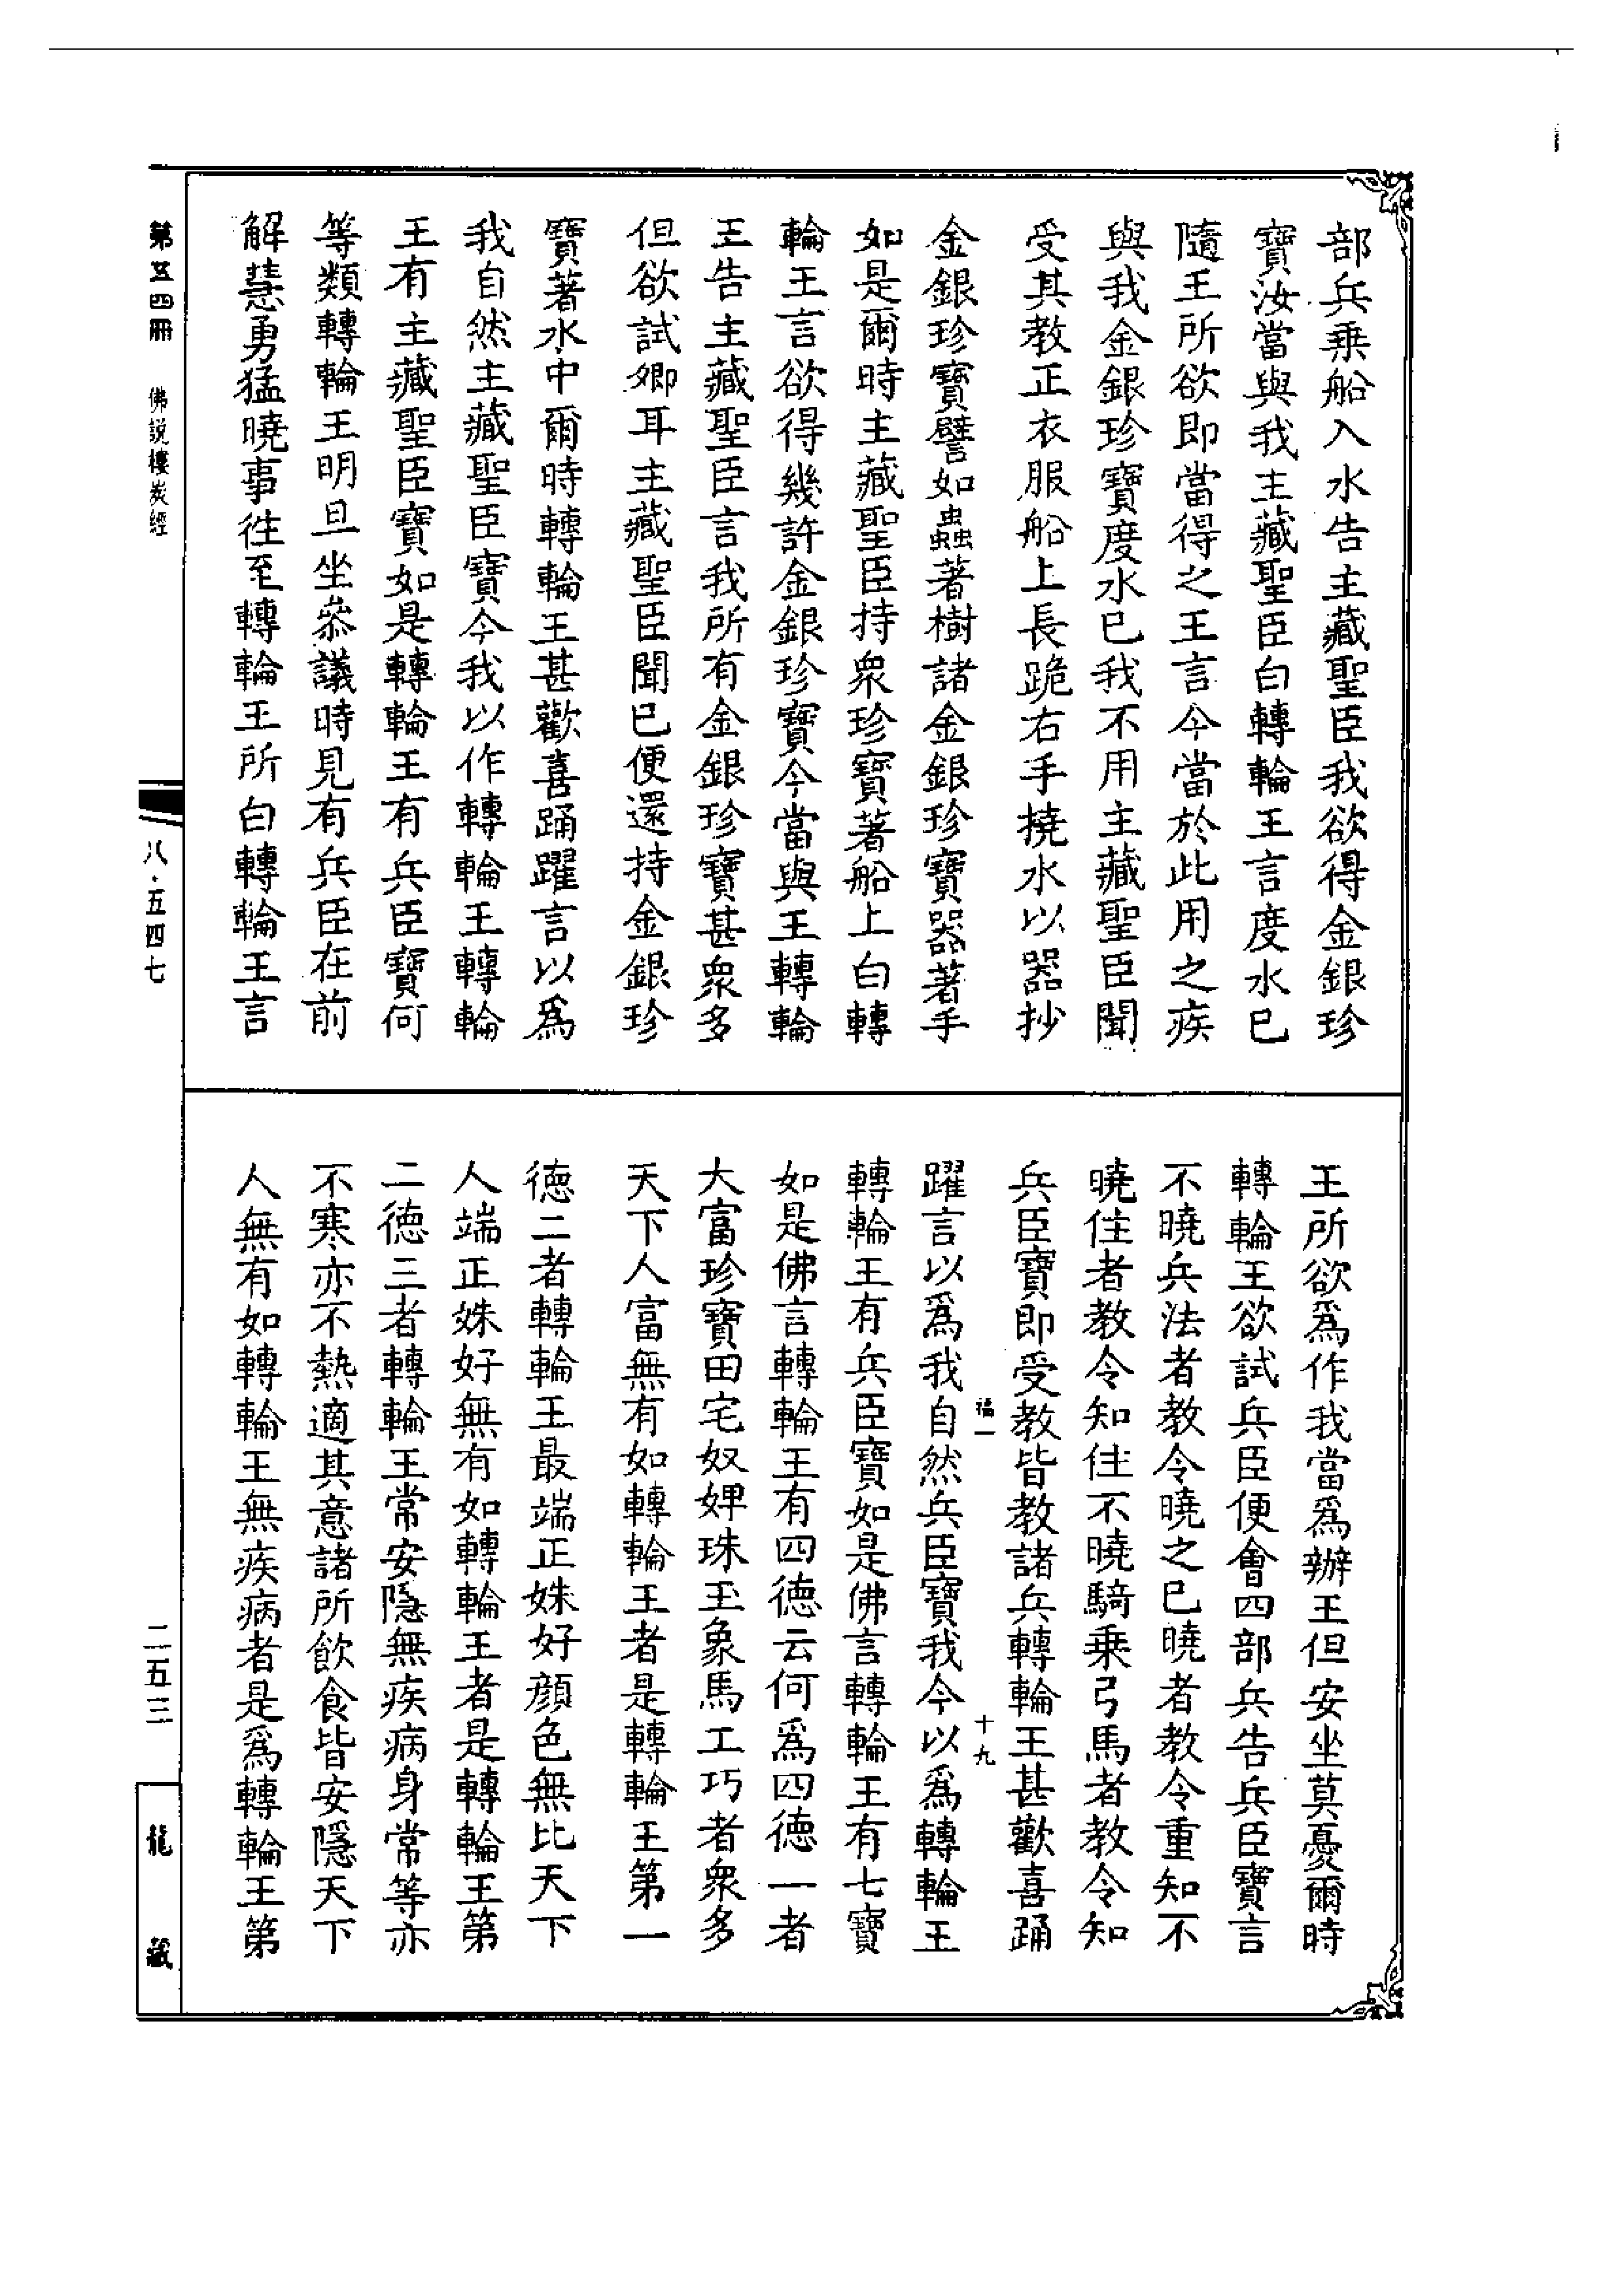 部兵乗船入水告主藏聖臣我欲得金銀珍
寶汝當與我主藏聖臣白轉輪王言度水已
隨王所欲即當得之王言今當於此用之疾
與我金銀珍寶度水已我不用主藏聖臣聞
受其教正衣服船上長跪右手撓水以器抄
金銀珍寶譬如蟲著樹諸金銀珍寶器著手
如是爾時主藏聖臣持衆珍寶著船上白轉
輪王言欲得幾許金銀珍寶今當與王轉輪
王告主藏聖臣言我所有金銀珍寶甚衆多
但欲試卿耳主藏聖臣聞已便還持金銀珍
寶著水中爾時轉輪王甚歡喜踊躍言以爲
我自然主藏聖臣寶今我以作轉輪王轉輪
王有主藏聖臣寶如是轉輪王有兵臣寶何
等類轉輪王明旦坐叅議時見有兵臣在前
解慧勇猛曉事徃至轉輪王所白轉輪王言
王所欲爲作我當爲辦王但安坐莫憂爾時
轉輪王欲試兵臣便會四部兵告兵臣寶言
不曉兵法者教令曉之已曉者教令重知不
曉住者教令知住不曉騎乗弓馬者教令知
兵臣寶即受教皆教諸兵轉輪王甚歡喜踊
福一 十九
躍言以爲我自然兵臣寶我今以爲轉輪王
轉輪王有兵臣寶如是佛言轉輪王有七寶
如是佛言轉輪王有四德云何爲四德一者
大富珍寶田宅奴婢珠玉象馬工巧者衆多
天下人富無有如轉輪王者是轉輪王第一
德二者轉輪王最端正姝好顔色無比天下
人端正姝好無有如轉輪王者是轉輪王第
二德三者轉輪王常安隱無疾病身常等亦
不寒亦不熱適其意諸所飲食皆安隱天下
人無有如轉輪王無疾病者是爲轉輪王第
第五四冊 佛説樓炭經
八·五四七
二五三
龍藏